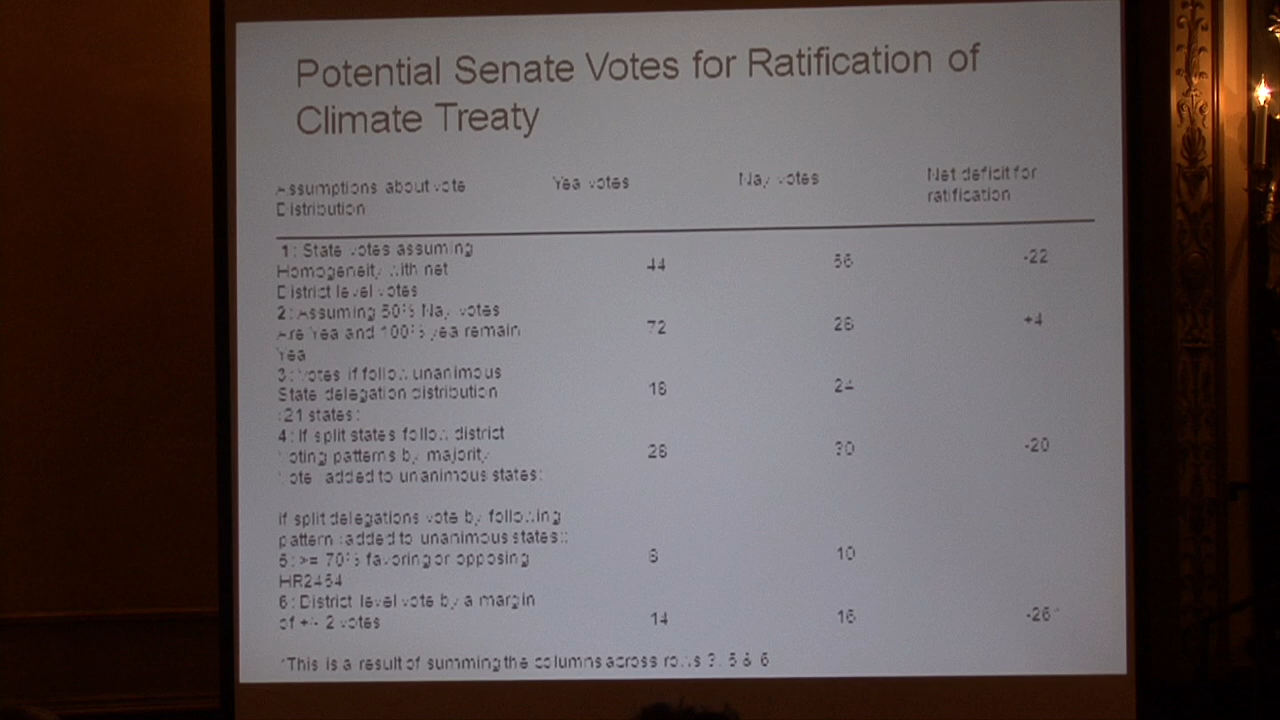 Potential Senate Votes for Ratification of
Climate Treaty
Assumptions about vote
Distribution
Yea votes
Nay votes
Net deficit for
ratification
1: State votes assuming
Homogeneity with net
District level votes
44
56
-22
2: Assuming 50% Nay votes
Are Yea and 100% yea remain
Yea
72
28
+4
3: Votes if follow unanimous
State delegation distribution
(21 states)
18
24
4: If split states follow district
Voting patterns by majority
vote (added to unanimous states)
28
30
-20
If split delegations vote by following
pattern (added to unanimous states):
5: >= 70% favoring or opposing
HR2454
8
10
6: District level vote by a margin
of +/- 2 votes
14
16
-26*
*This is a result of summing the columns across rows 3, 5 & 6